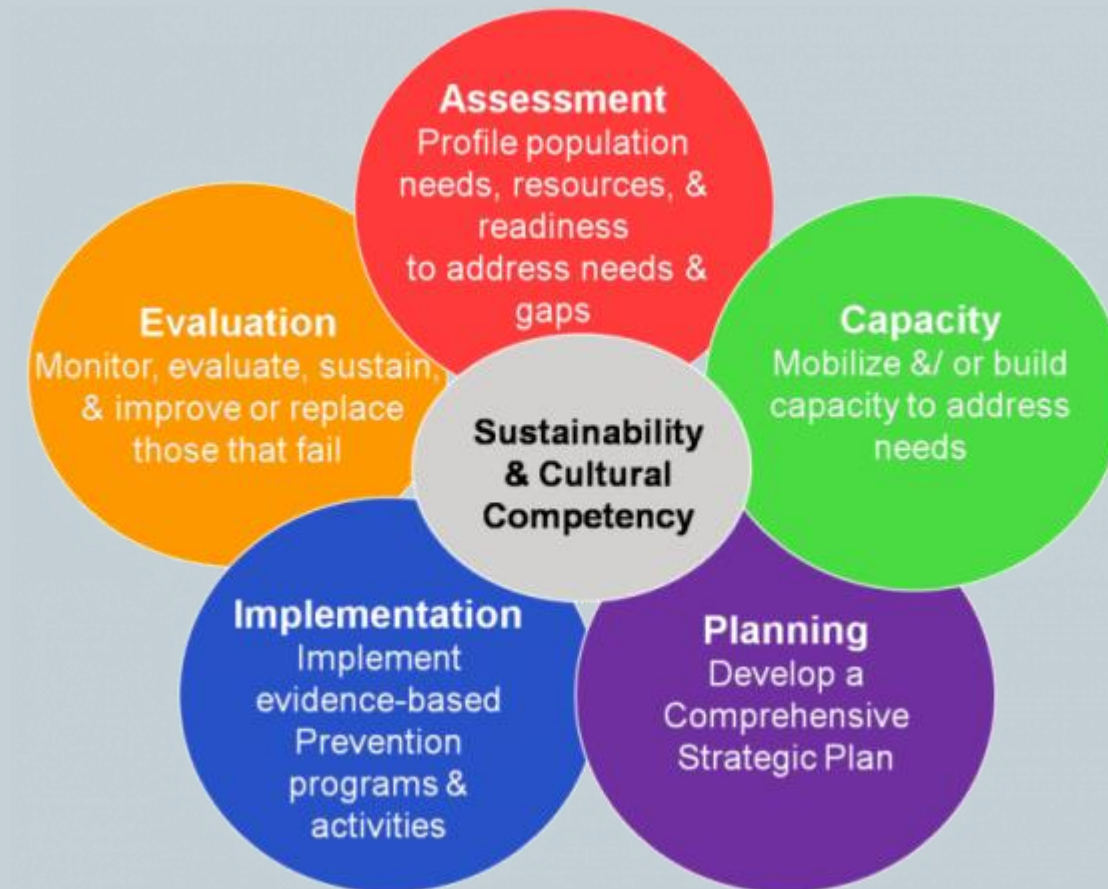 Assessment
Profile population
needs, resources, &
readiness
to address needs &
gaps
Capacity
Mobilize &/ or build
capacity to address
needs
Planning
Develop a
Comprehensive
Strategic Plan
Implementation
Implement
evidence-based
Prevention
programs &
activities
Evaluation
Monitor, evaluate, sustain,
& improve or replace
those that fail
Sustainability
& Cultural
Competency